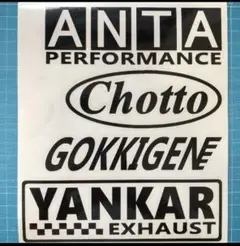 ANTA
PERFORMANCE
Chotto
GOKKIGENE
YANKAR
EXHAUST